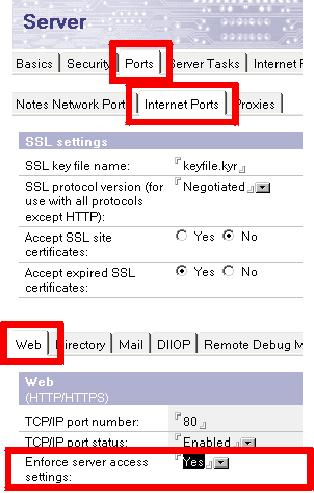 Server
Basics Security Ports Server Tasks Internet
Notes Network Port Internet Ports Proxies
SSL settings
SSL key file name: keyfile.kyr
SSL protocol version (for use with all protocols except HTTP): Negotiated
Accept SSL site certificates: Yes No
Accept expired SSL certificates: Yes No
Web Directory Mail DIIOP Remote Debug
Web
(HTTP/HTTPS)
TCP/IP port number: 80
TCP/IP port status: Enabled
Enforce server access settings: Yes